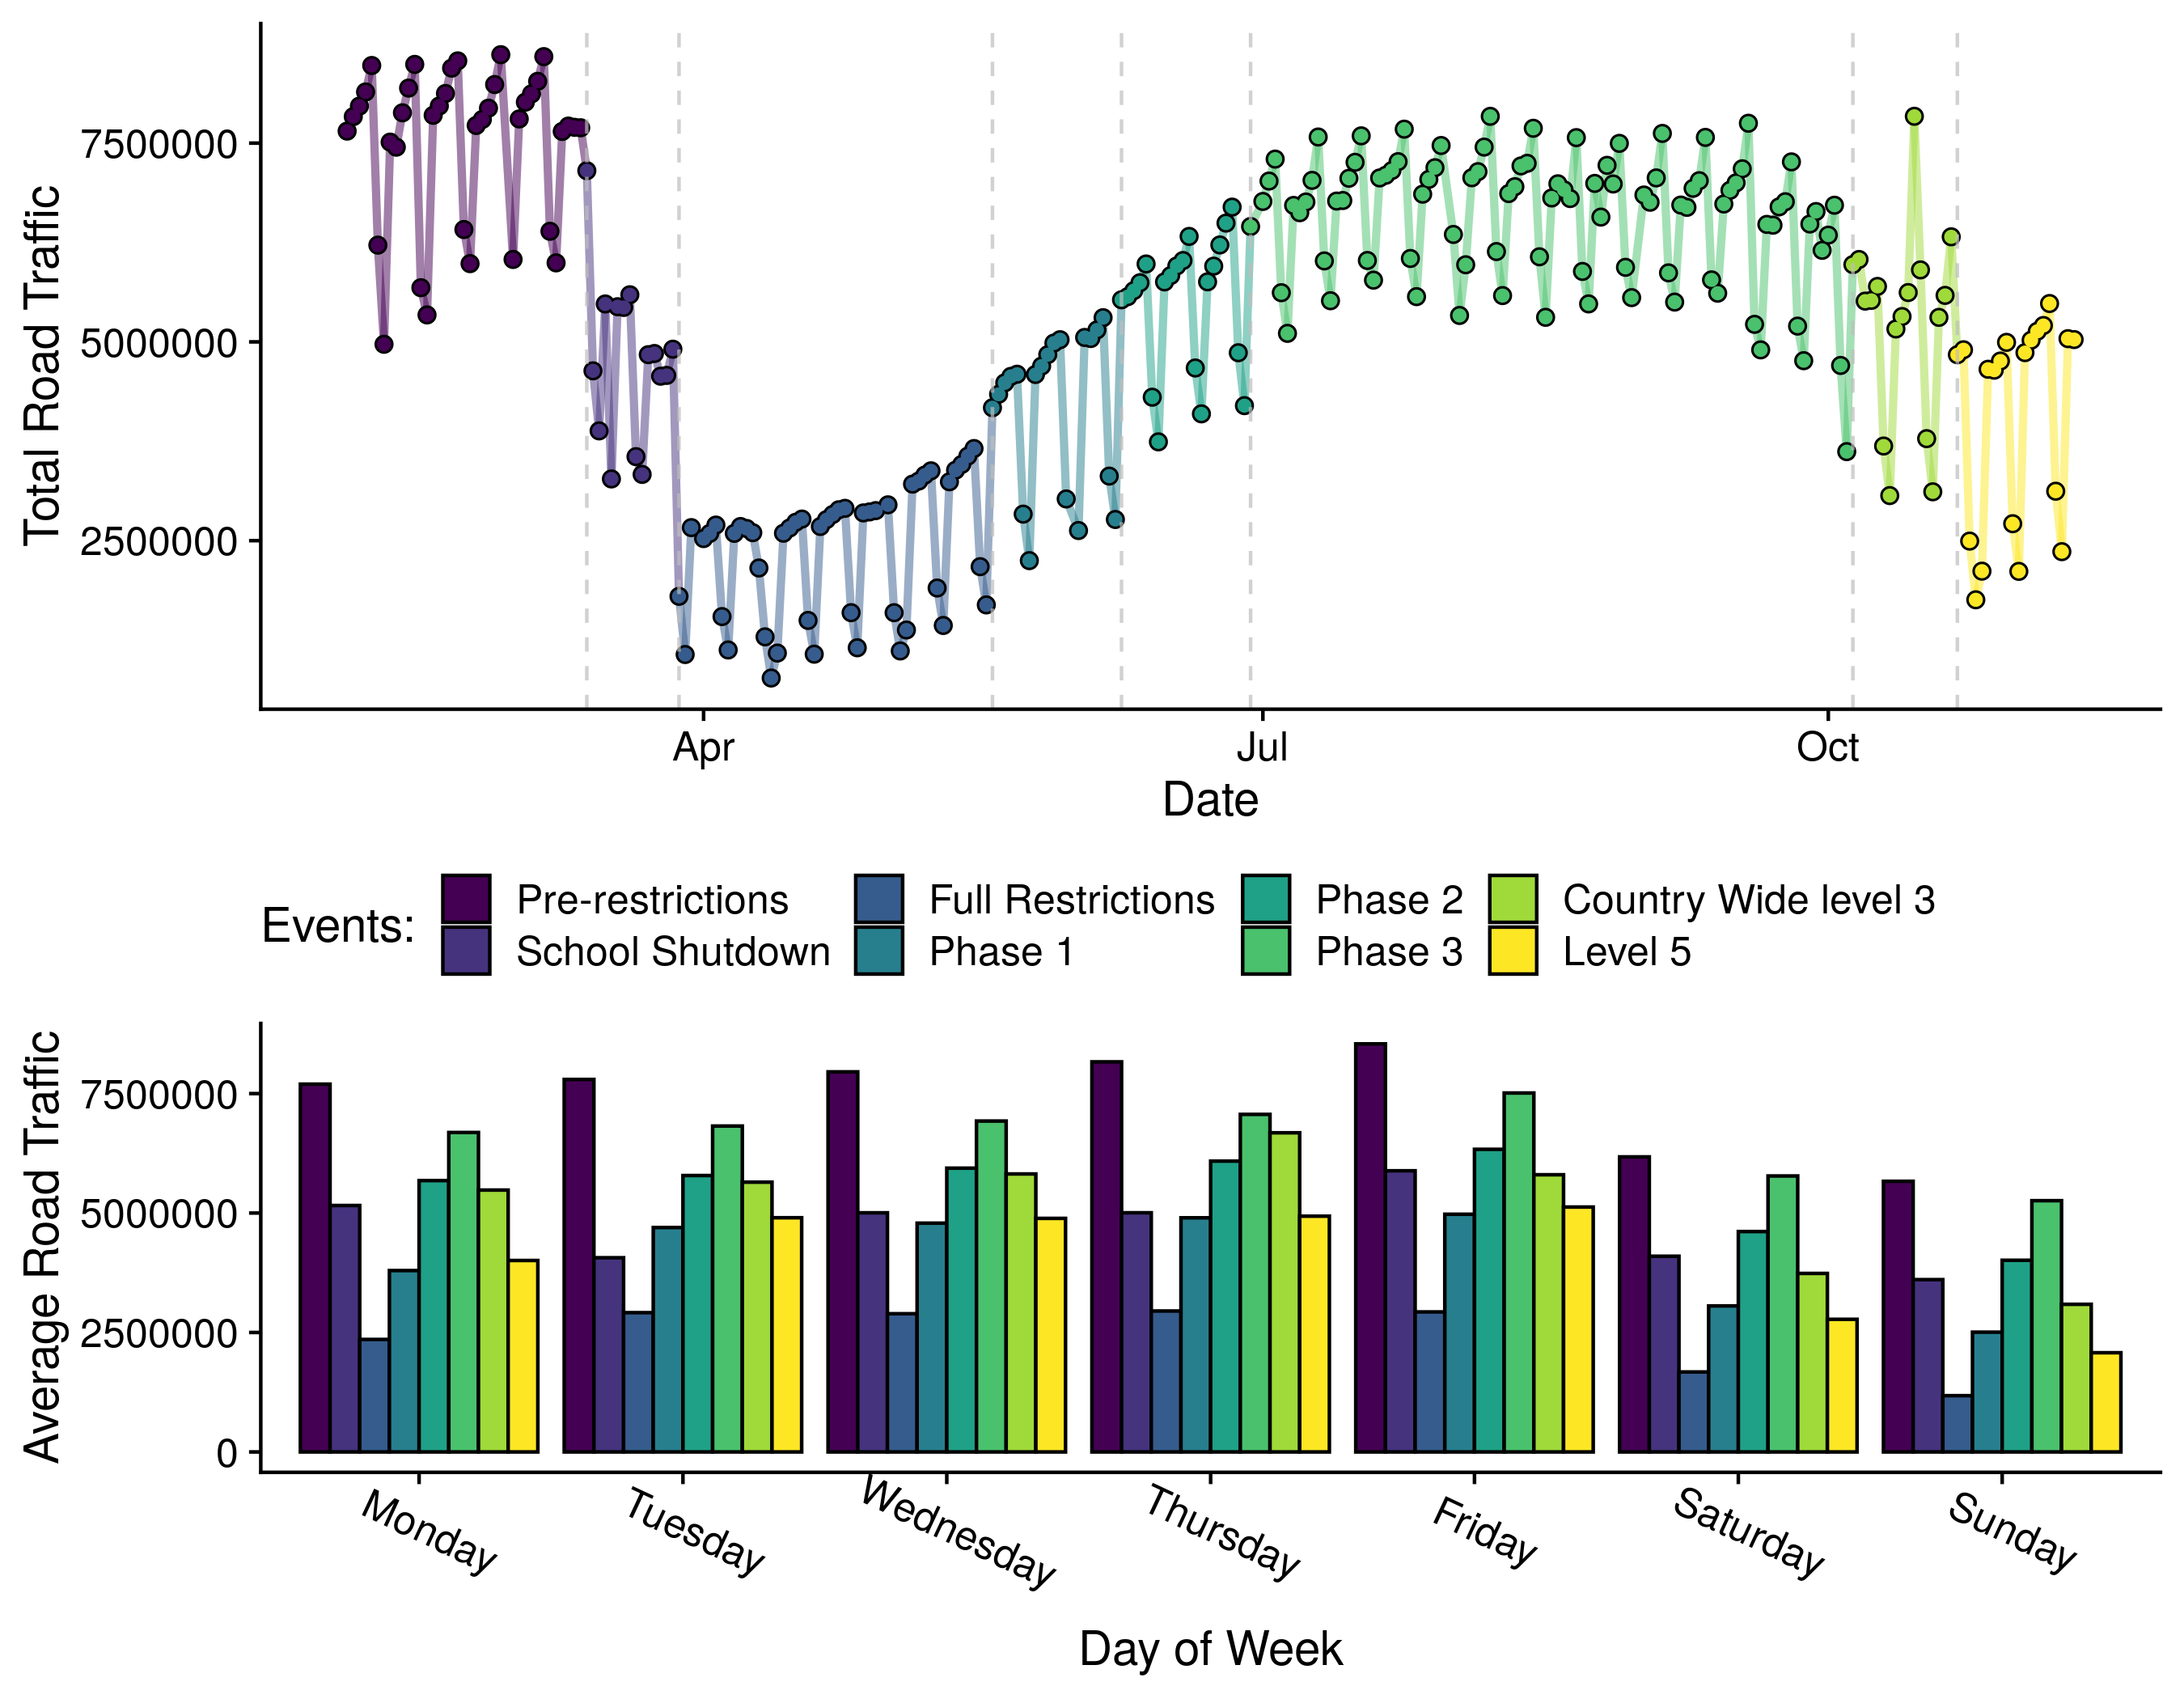 Total Road Traffic
7500000
5000000
2500000
Apr
Jul
Oct
Date
Events:
Pre-restrictions
Full Restrictions
Phase 2
Country Wide level 3
School Shutdown
Phase 1
Phase 3
Level 5
Average Road Traffic
7500000
5000000
2500000
0
Monday
Tuesday
Wednesday
Thursday
Friday
Saturday
Sunday
Day of Week